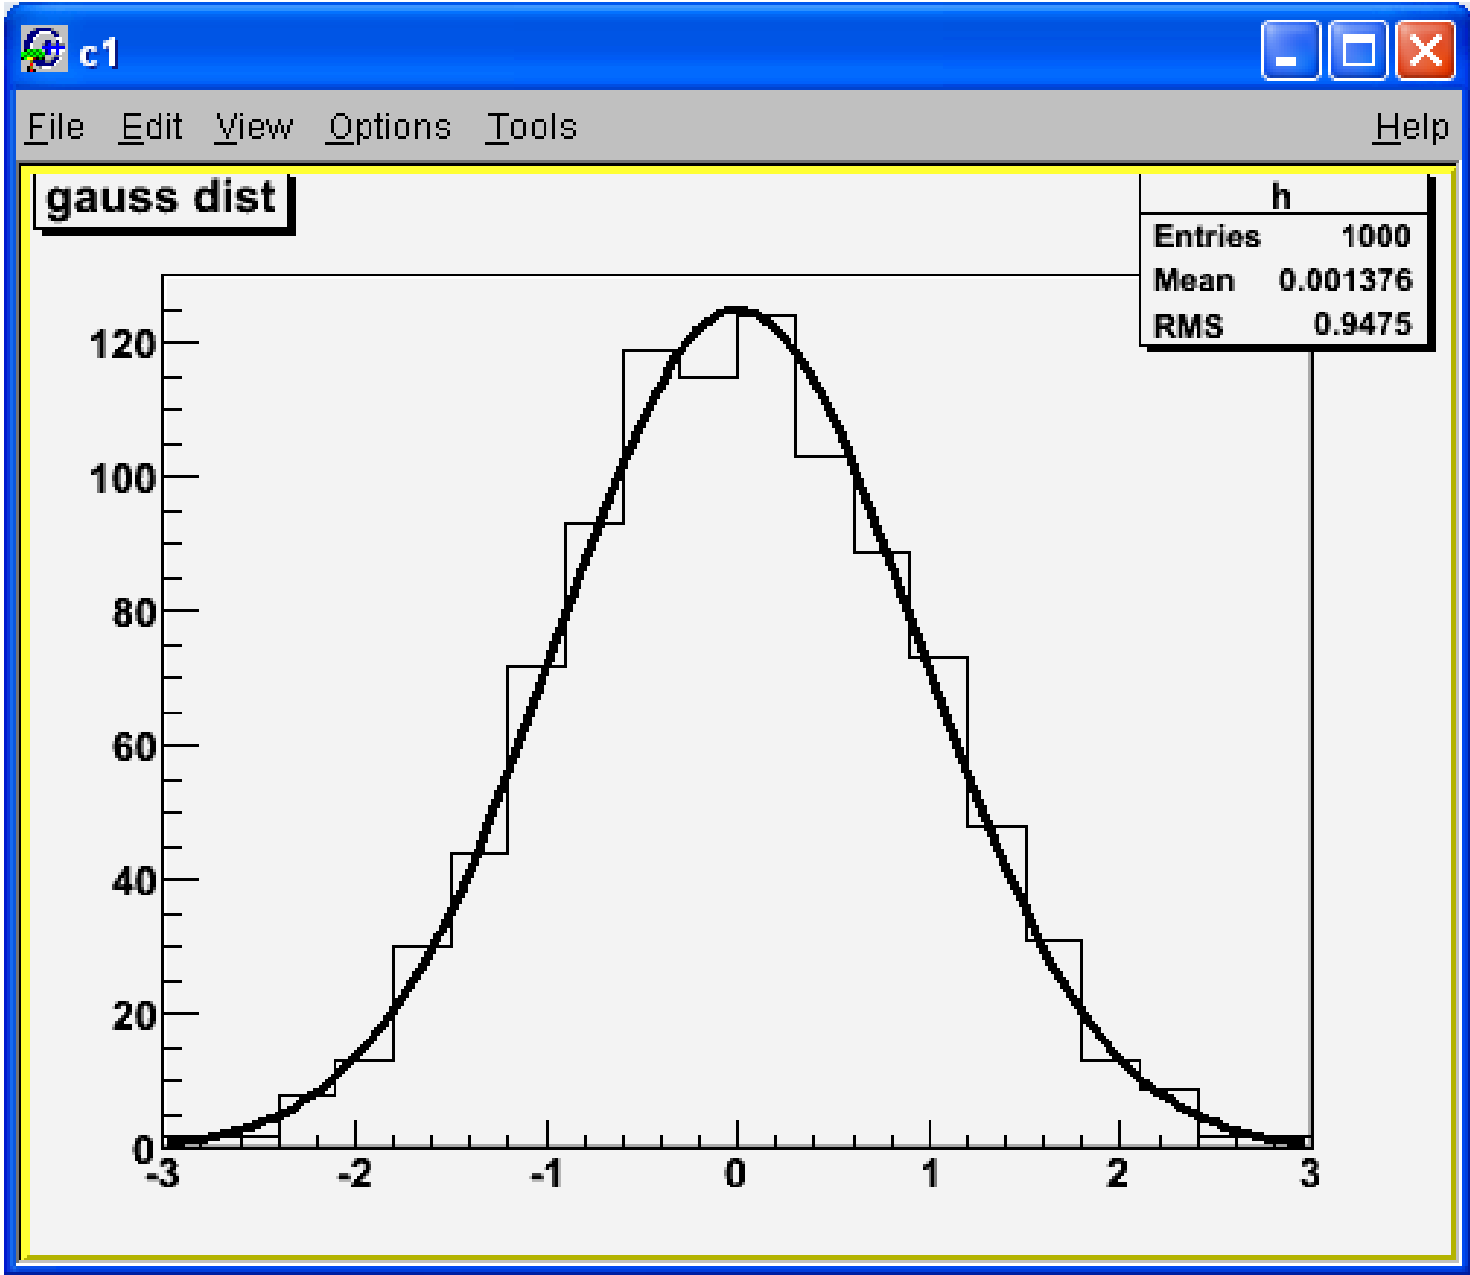 c1
File Edit View Options Tools Help
gauss dist
h
Entries 1000
Mean 0.001376
RMS 0.9475
120
100
80
60
40
20
0
-3 -2 -1 0 1 2 3